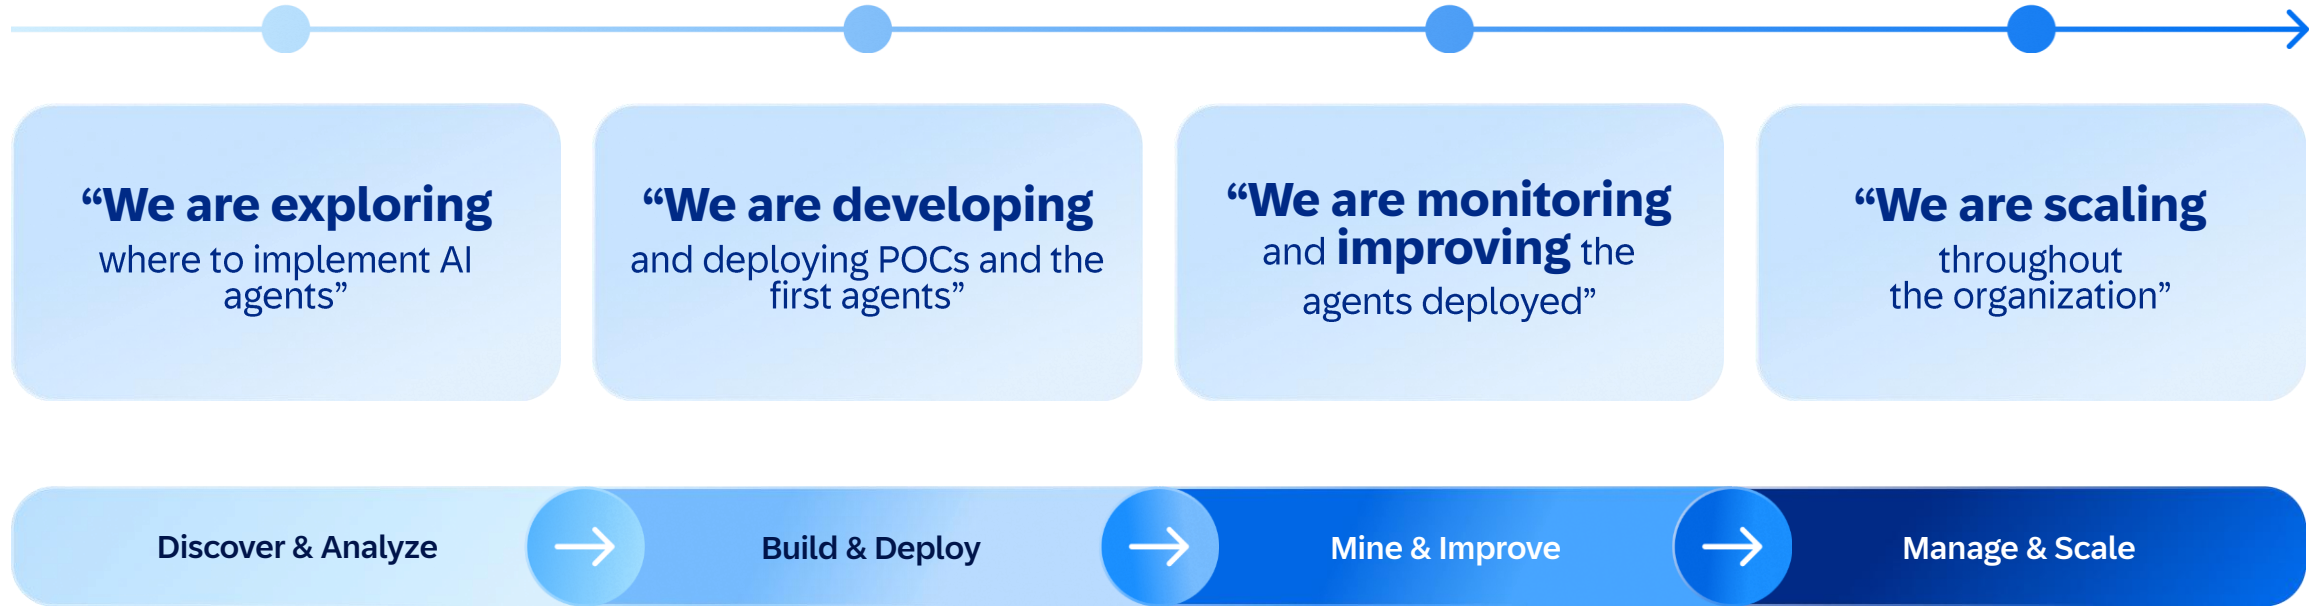 “We are exploring
where to implement AI
agents”
“We are developing
and deploying POCs and the
first agents”
“We are monitoring
and improving the
agents deployed”
“We are scaling
throughout
the organization”
Discover & Analyze
Build & Deploy
Mine & Improve
Manage & Scale